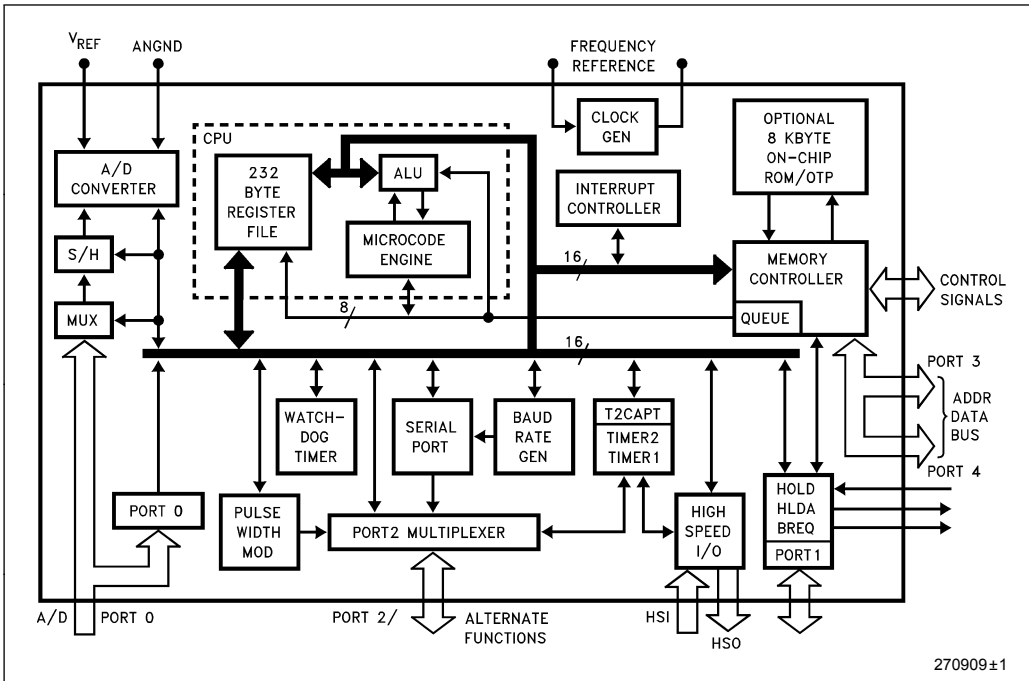 VREF
ANGND
FREQUENCY
REFERENCE
CPU
CLOCK
GEN
OPTIONAL
8 KBYTE
ON-CHIP
ROM/OTP
A/D
CONVERTER
232
BYTE
REGISTER
FILE
ALU
INTERRUPT
CONTROLLER
MICROCODE
ENGINE
S/H
MUX
16
MEMORY
CONTROLLER
QUEUE
CONTROL
SIGNALS
8
16
PORT 3
ADDR
DATA
BUS
PORT 4
WATCH-
DOG
TIMER
SERIAL
PORT
BAUD
RATE
GEN
T2CAPT
TIMER2
TIMER1
PORT 0
PULSE
WIDTH
MOD
PORT2 MULTIPLEXER
HIGH
SPEED
I/O
HOLD
HLDA
BREQ
PORT1
A/D
PORT 0
PORT 2/
ALTERNATE
FUNCTIONS
HSI
HSO
270909±1